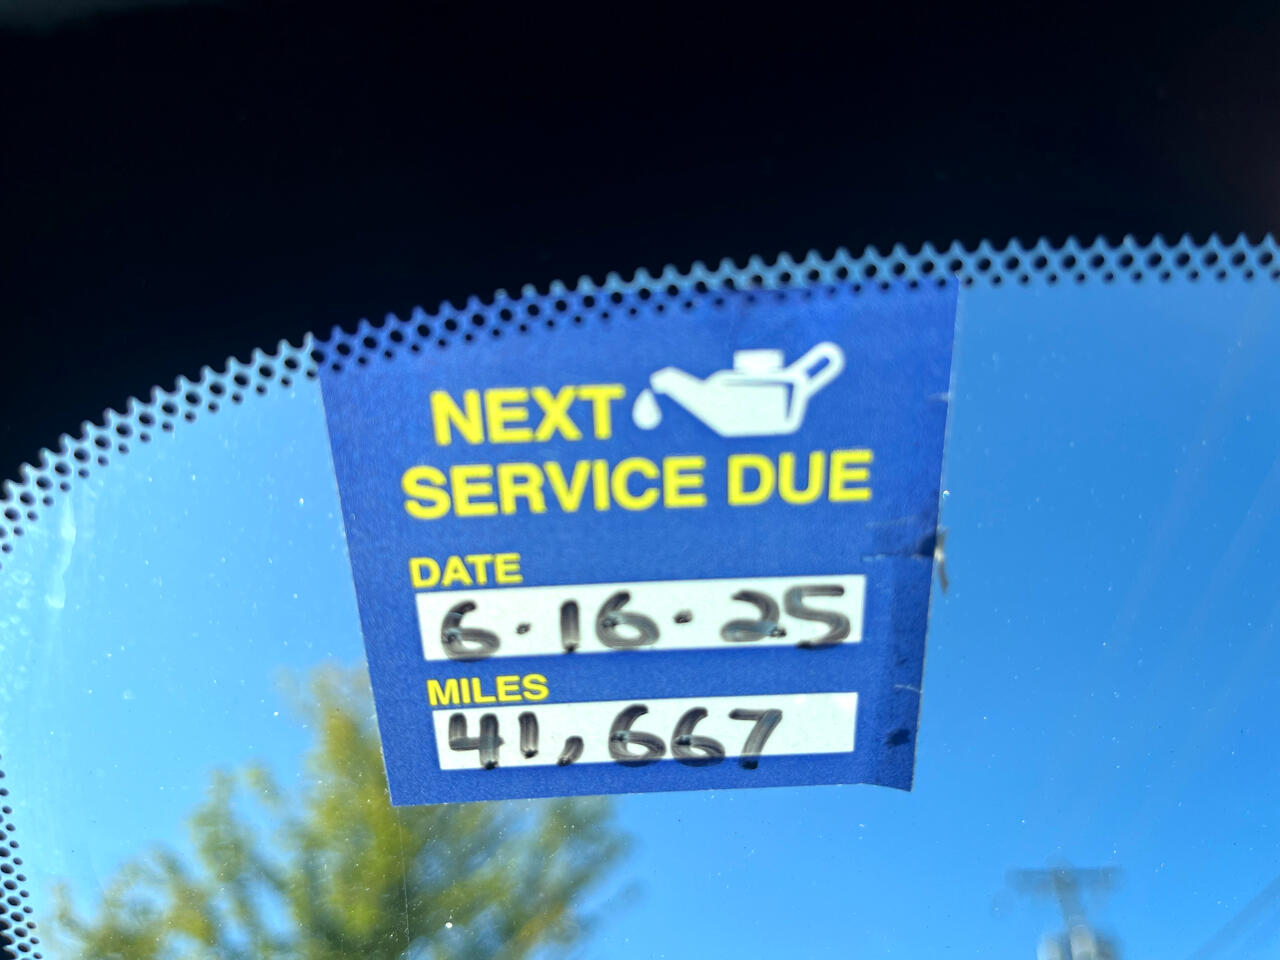 NEXT
SERVICE DUE
DATE
6·16·25
MILES
41,667